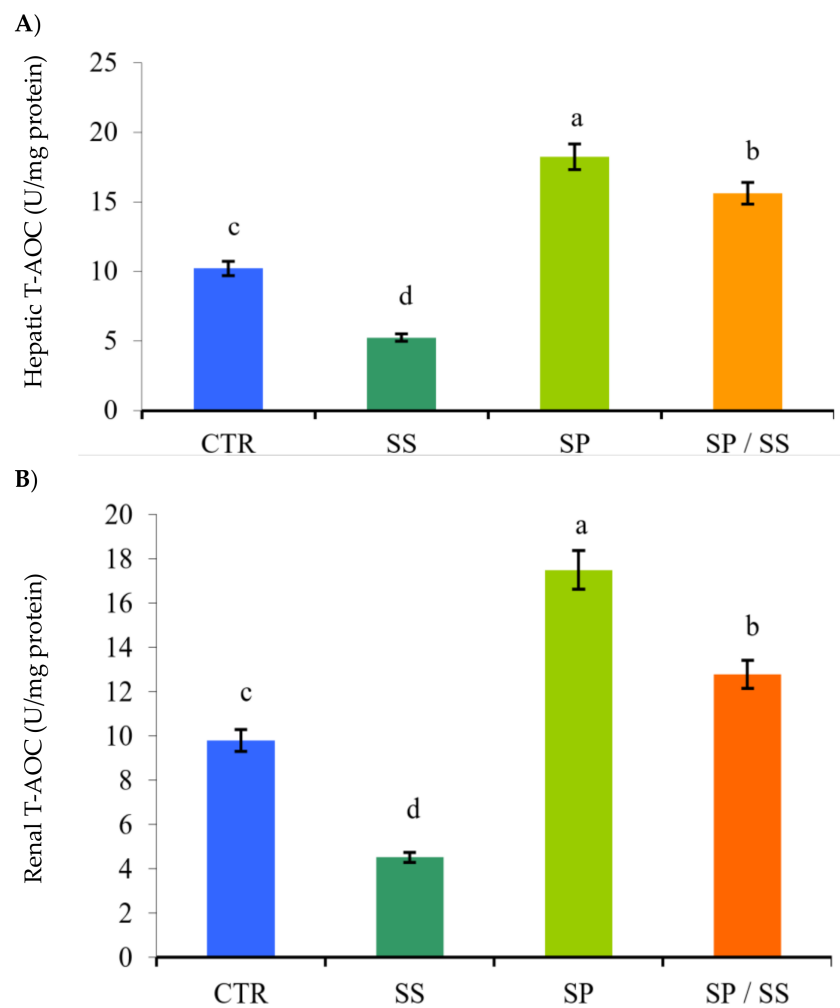 A)
Hepatic T-AOC (U/mg protein)
25
20
15
10
5
0
a
b
c
d
CTR SS SP SP / SS
B)
Renal T-AOC (U/mg protein)
20
18
16
14
12
10
8
6
4
2
0
a
b
c
d
CTR SS SP SP / SS